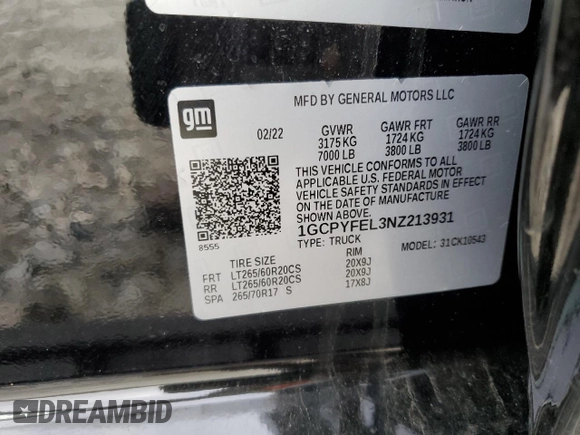 MFD BY GENERAL MOTORS LLC
gm
02/22 GVWR GAWR FRT GAWR RR
3175 KG 1724 KG 1724 KG
7000 LB 3800 LB 3800 LB
THIS VEHICLE CONFORMS TO ALL
APPLICABLE U.S. FEDERAL MOTOR
VEHICLE SAFETY STANDARDS IN EFFECT
ON THE DATE OF MANUFACTURE
SHOWN ABOVE.
1GCPYFEL3NZ213931
8555
TYPE: TRUCK 31CK10543
TIRE SIZE RIM
FRT LT265/60R20CS 20X9J
RR LT265/60R20CS 20X9J
SPA 265/70R17 S 17X8J
DREAMBID